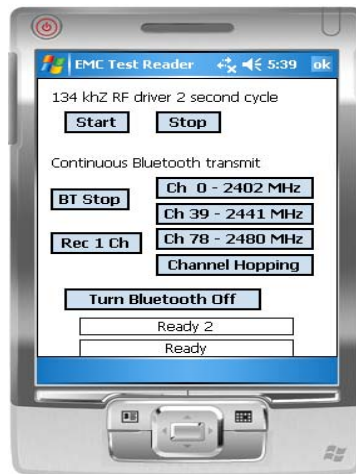 EMC Test Reader 5:39 ok
134 khZ RF driver 2 second cycle
Start Stop
Continuous Bluetooth transmit
BT Stop
Ch 0 - 2402 MHz
Ch 39 - 2441 MHz
Rec 1 Ch
Ch 78 - 2480 MHz
Channel Hopping
Turn Bluetooth Off
Ready 2
Ready